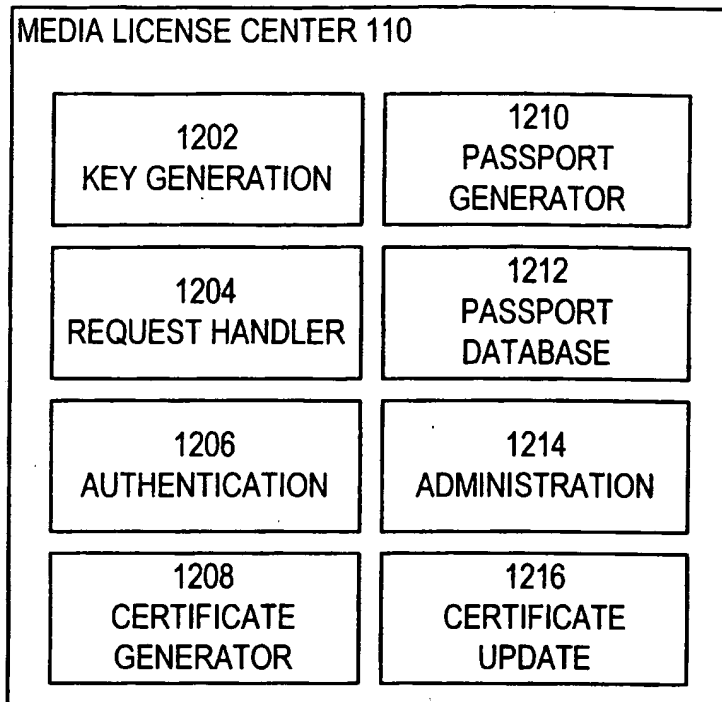 MEDIA LICENSE CENTER 110
1202
KEY GENERATION
1210
PASSPORT
GENERATOR
1204
REQUEST HANDLER
1212
PASSPORT
DATABASE
1206
AUTHENTICATION
1214
ADMINISTRATION
1208
CERTIFICATE
GENERATOR
1216
CERTIFICATE
UPDATE